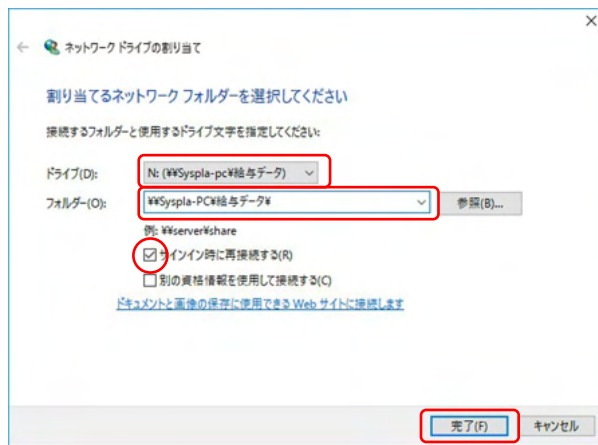 ネットワーク ドライブの割り当て
割り当てるネットワーク フォルダーを選択してください
接続するフォルダーと使用するドライブ文字を指定してください:
ドライブ(D): N: (¥¥Syspla-pc¥給与データ)
フォルダー(O): ¥¥Syspla-PC¥給与データ¥ 参照(B)...
例: ¥¥server¥share
サインイン時に再接続する(R)
別の資格情報を使用して接続する(C)
ドキュメントと画像の保存に使用できる Web サイトに接続します
完了(F) キャンセル